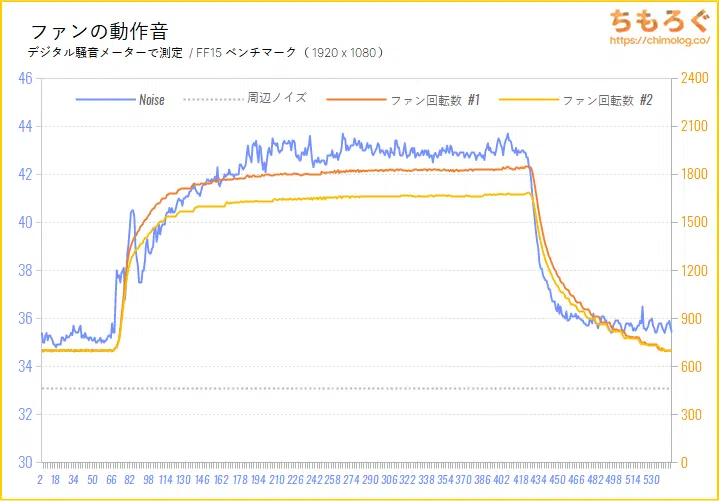 ファンの動作音
ちもろぐ
https://chimolog.co/
デジタル騒音メーターで測定 / FF15 ベンチマーク（ 1920 x 1080 ）
46 2400
Noise 周辺ノイズ ファン回転数 #1 ファン回転数 #2
44 2100
42 1800
40 1500
38 1200
36 900
34 600
32 300
30 0
2 18 34 50 66 82 98 114 130 146 162 178 194 210 226 242 258 274 290 306 322 338 354 370 386 402 418 434 450 466 482 498 514 530